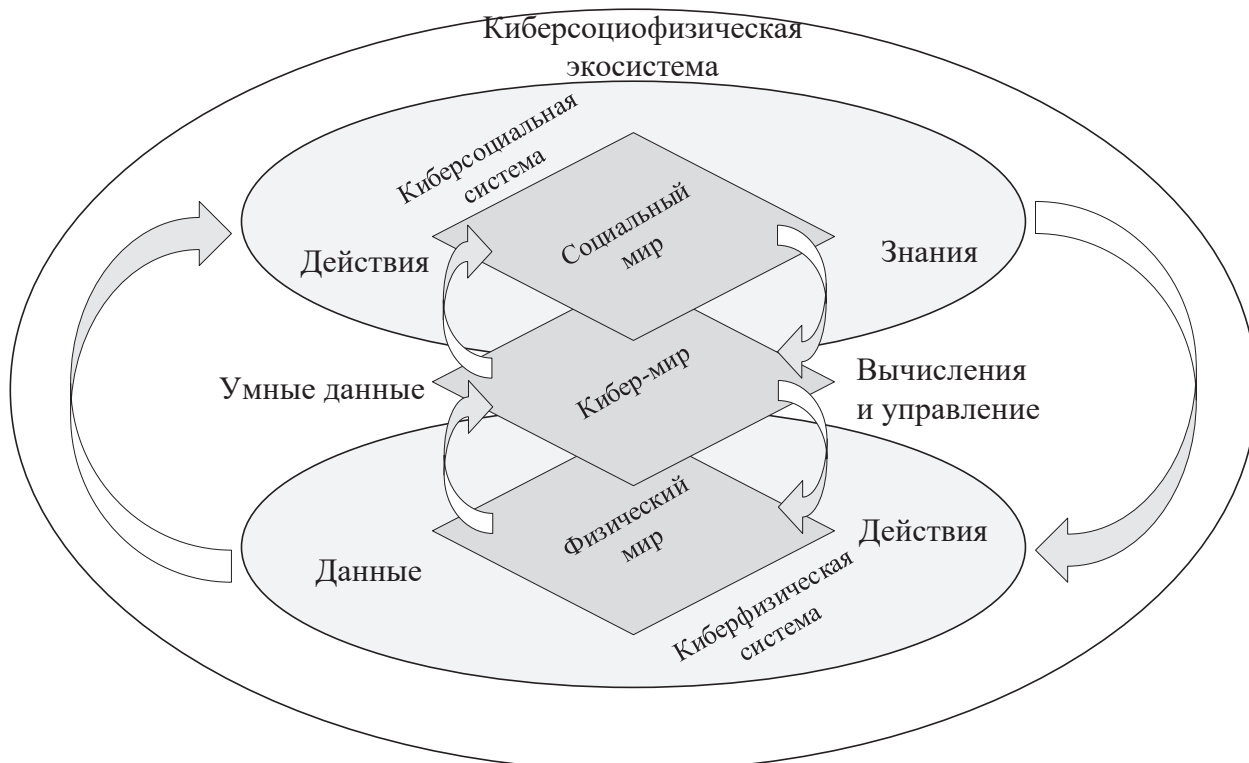 Киберсоциофизическая
экосистема
Киберсоциальная
система
Социальный
мир
Действия
Знания
Кибер-мир
Умные данные
Вычисления
и управление
Физический
мир
Действия
Данные
Киберфизическая
система